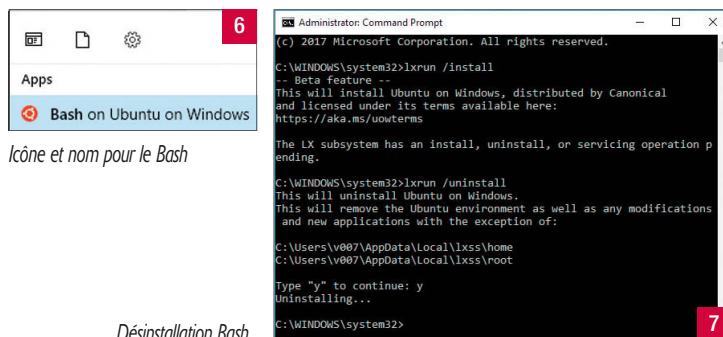 6
Apps
Bash on Ubuntu on Windows
Icône et nom pour le Bash
Désinstallation Bash
Administrator: Command Prompt
(c) 2017 Microsoft Corporation. All rights reserved.
C:\WINDOWS\system32>lxrun /install
-- Beta feature --
This will install Ubuntu on Windows, distributed by Canonical
and licensed under its terms available here:
https://aka.ms/uowterms
The LX subsystem has an install, uninstall, or servicing operation p
ending.
C:\WINDOWS\system32>lxrun /uninstall
This will uninstall Ubuntu on Windows.
This will remove the Ubuntu environment as well as any modifications
and new applications with the exception of:
C:\Users\v007\AppData\Local\lxss\home
C:\Users\v007\AppData\Local\lxss\root
Type "y" to continue: y
Uninstalling...
C:\WINDOWS\system32>
7